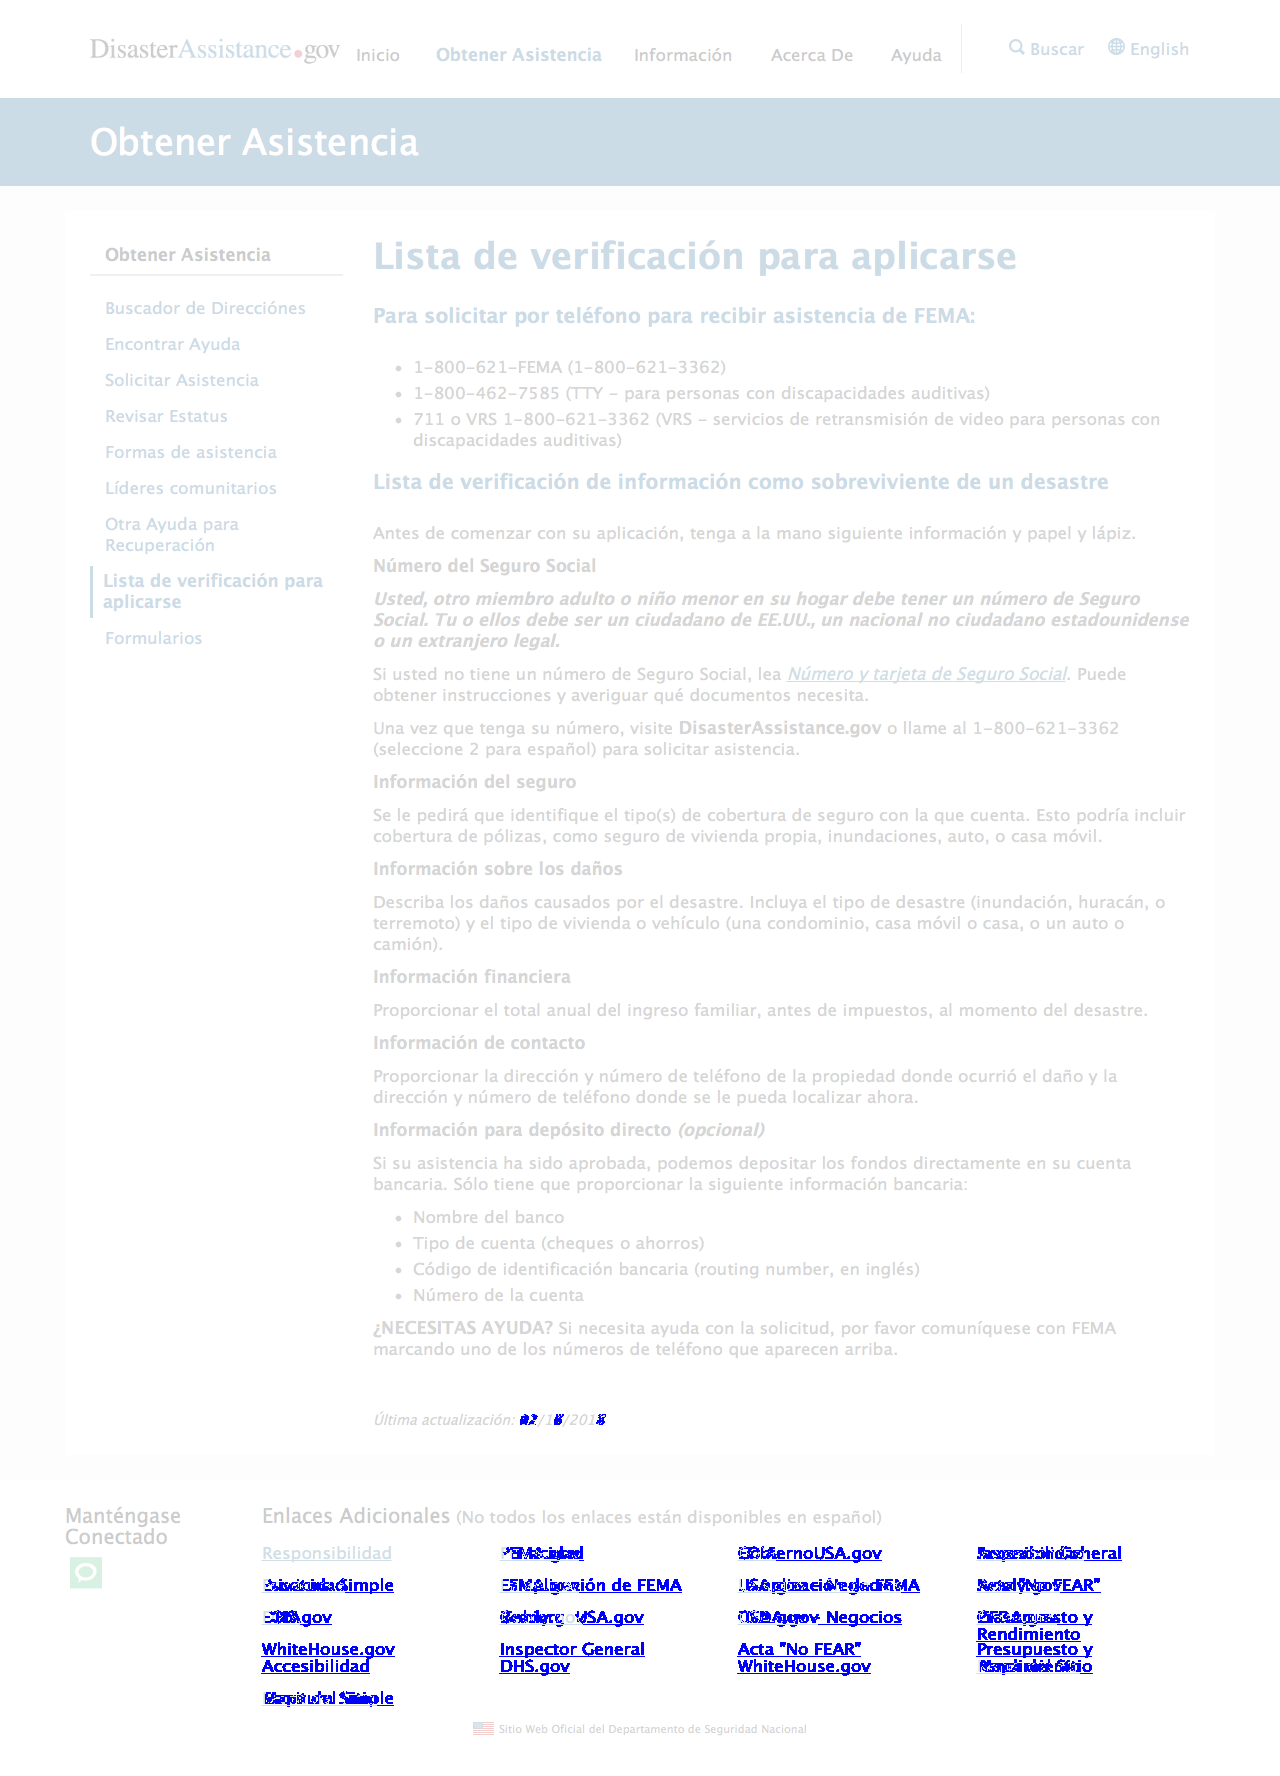 DisasterAssistance.gov Inicio Obtener Asistencia Información Acerca De Ayuda Buscar English
Obtener Asistencia
Obtener Asistencia
Buscador de Direcciónes
Encontrar Ayuda
Solicitar Asistencia
Revisar Estatus
Formas de asistencia
Líderes comunitarios
Otra Ayuda para
Recuperación
Lista de verificación para
aplicarse
Formularios
Lista de verificación para aplicarse
Para solicitar por teléfono para recibir asistencia de FEMA:
• 1-800-621-FEMA (1-800-621-3362)
• 1-800-462-7585 (TTY - para personas con discapacidades auditivas)
• 711 o VRS 1-800-621-3362 (VRS - servicios de retransmisión de video para personas con
discapacidades auditivas)
Lista de verificación de información como sobreviviente de un desastre
Antes de comenzar con su aplicación, tenga a la mano siguiente información y papel y lápiz.
Número del Seguro Social
Usted, otro miembro adulto o niño menor en su hogar debe tener un número de Seguro
Social. Tu o ellos debe ser un ciudadano de EE.UU., un nacional no ciudadano estadounidense
o un extranjero legal.
Si usted no tiene un número de Seguro Social, lea Número y tarjeta de Seguro Social. Puede
obtener instrucciones y averiguar qué documentos necesita.
Una vez que tenga su número, visite DisasterAssistance.gov o llame al 1-800-621-3362
(seleccione 2 para español) para solicitar asistencia.
Información del seguro
Se le pedirá que identifique el tipo(s) de cobertura de seguro con la que cuenta. Esto podría incluir
cobertura de pólizas, como seguro de vivienda propia, inundaciones, auto, o casa móvil.
Información sobre los daños
Describa los daños causados por el desastre. Incluya el tipo de desastre (inundación, huracán, o
terremoto) y el tipo de vivienda o vehículo (una condominio, casa móvil o casa, o un auto o
camión).
Información financiera
Proporcionar el total anual del ingreso familiar, antes de impuestos, al momento del desastre.
Información de contacto
Proporcionar la dirección y número de teléfono de la propiedad donde ocurrió el daño y la
dirección y número de teléfono donde se le pueda localizar ahora.
Información para depósito directo (opcional)
Si su asistencia ha sido aprobada, podemos depositar los fondos directamente en su cuenta
bancaria. Sólo tiene que proporcionar la siguiente información bancaria:
• Nombre del banco
• Tipo de cuenta (cheques o ahorros)
• Código de identificación bancaria (routing number, en inglés)
• Número de la cuenta
¿NECESITAS AYUDA? Si necesita ayuda con la solicitud, por favor comuníquese con FEMA
marcando uno de los números de teléfono que aparecen arriba.
Última actualización:
Manténgase
Conectado
Enlaces Adicionales (No todos los enlaces están disponibles en español)
Responsibilidad
WhiteHouse.gov Inspector General Acta "No FEAR" Presupuesto y
Rendimiento
Accesibilidad DHS.gov WhiteHouse.gov
Sitio Web Oficial del Departamento de Seguridad Nacional